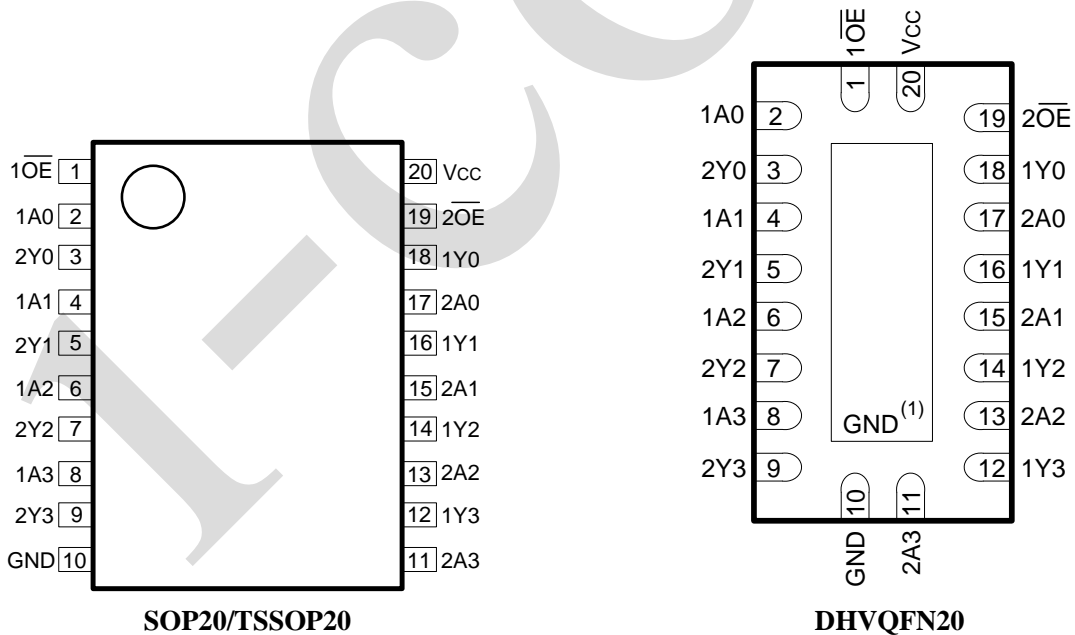 1OE 1
1A0 2
2Y0 3
1A1 4
2Y1 5
1A2 6
2Y2 7
1A3 8
2Y3 9
GND 10
20 Vcc
19 2OE
18 1Y0
17 2A0
16 1Y1
15 2A1
14 1Y2
13 2A2
12 1Y3
11 2A3
SOP20/TSSOP20
1 1OE
20 Vcc
1A0 2
2Y0 3
1A1 4
2Y1 5
1A2 6
2Y2 7
1A3 8
2Y3 9
19 2OE
18 1Y0
17 2A0
16 1Y1
15 2A1
14 1Y2
13 2A2
12 1Y3
GND(1)
GND 10
2A3 11
DHVQFN20